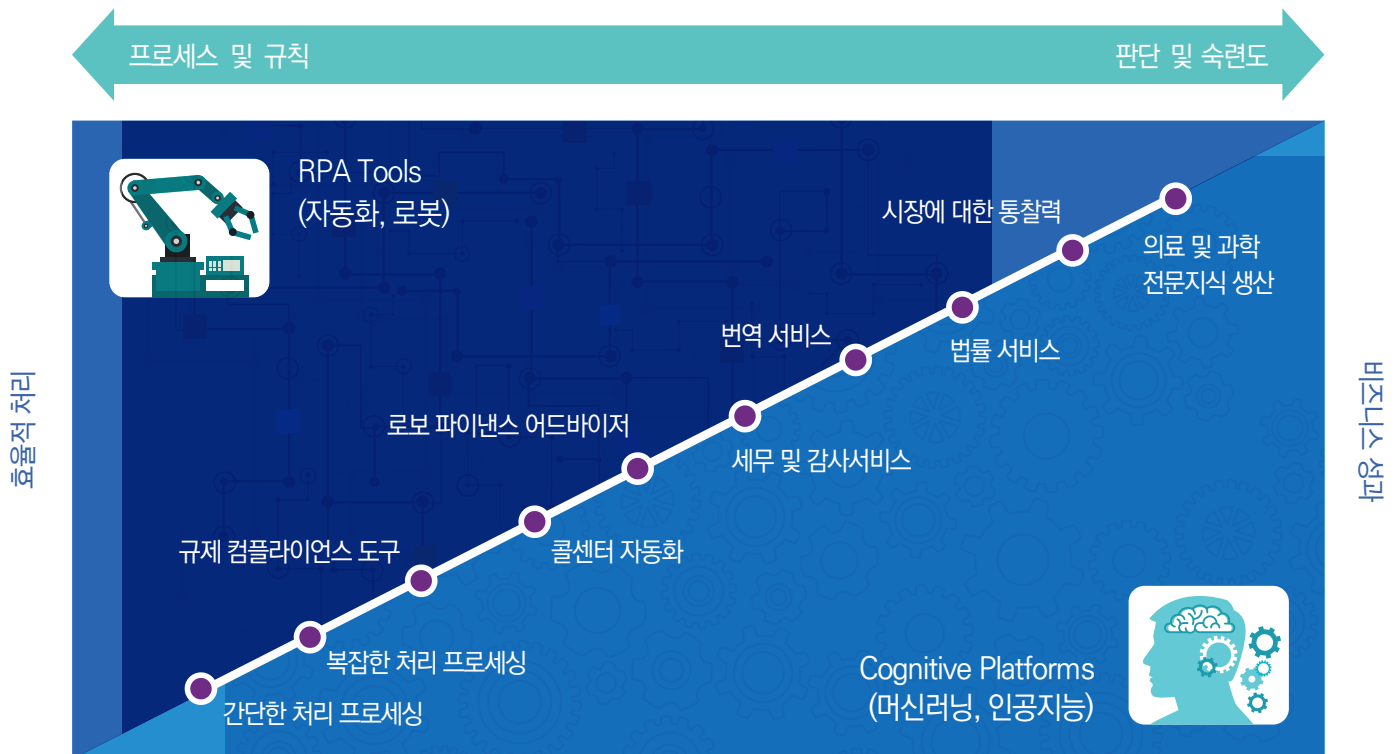 프로세스 및 규칙
판단 및 숙련도
RPA Tools
(자동화, 로봇)
시장에 대한 통찰력
의료 및 과학
전문지식 생산
번역 서비스
법률 서비스
효율적 처리
비즈니스 성과
로보 파이낸스 어드바이저
세무 및 감사서비스
규제 컴플라이언스 도구
콜센터 자동화
복잡한 처리 프로세싱
Cognitive Platforms
(머신러닝, 인공지능)
간단한 처리 프로세싱